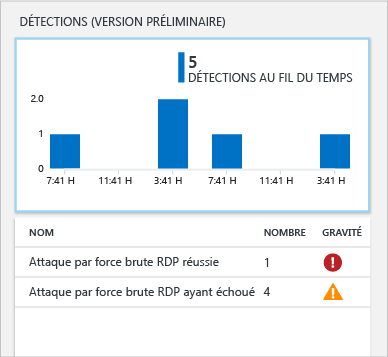 DÉTECTIONS (VERSION PRÉLIMINAIRE)
5
DÉTECTIONS AU FIL DU TEMPS
2.0
1
0
7:41 H 11:41 H 3:41 H 7:41 H 11:41 H 3:41 H
NOM NOMBRE GRAVITÉ
Attaque par force brute RDP réussie 1
Attaque par force brute RDP ayant échoué 4